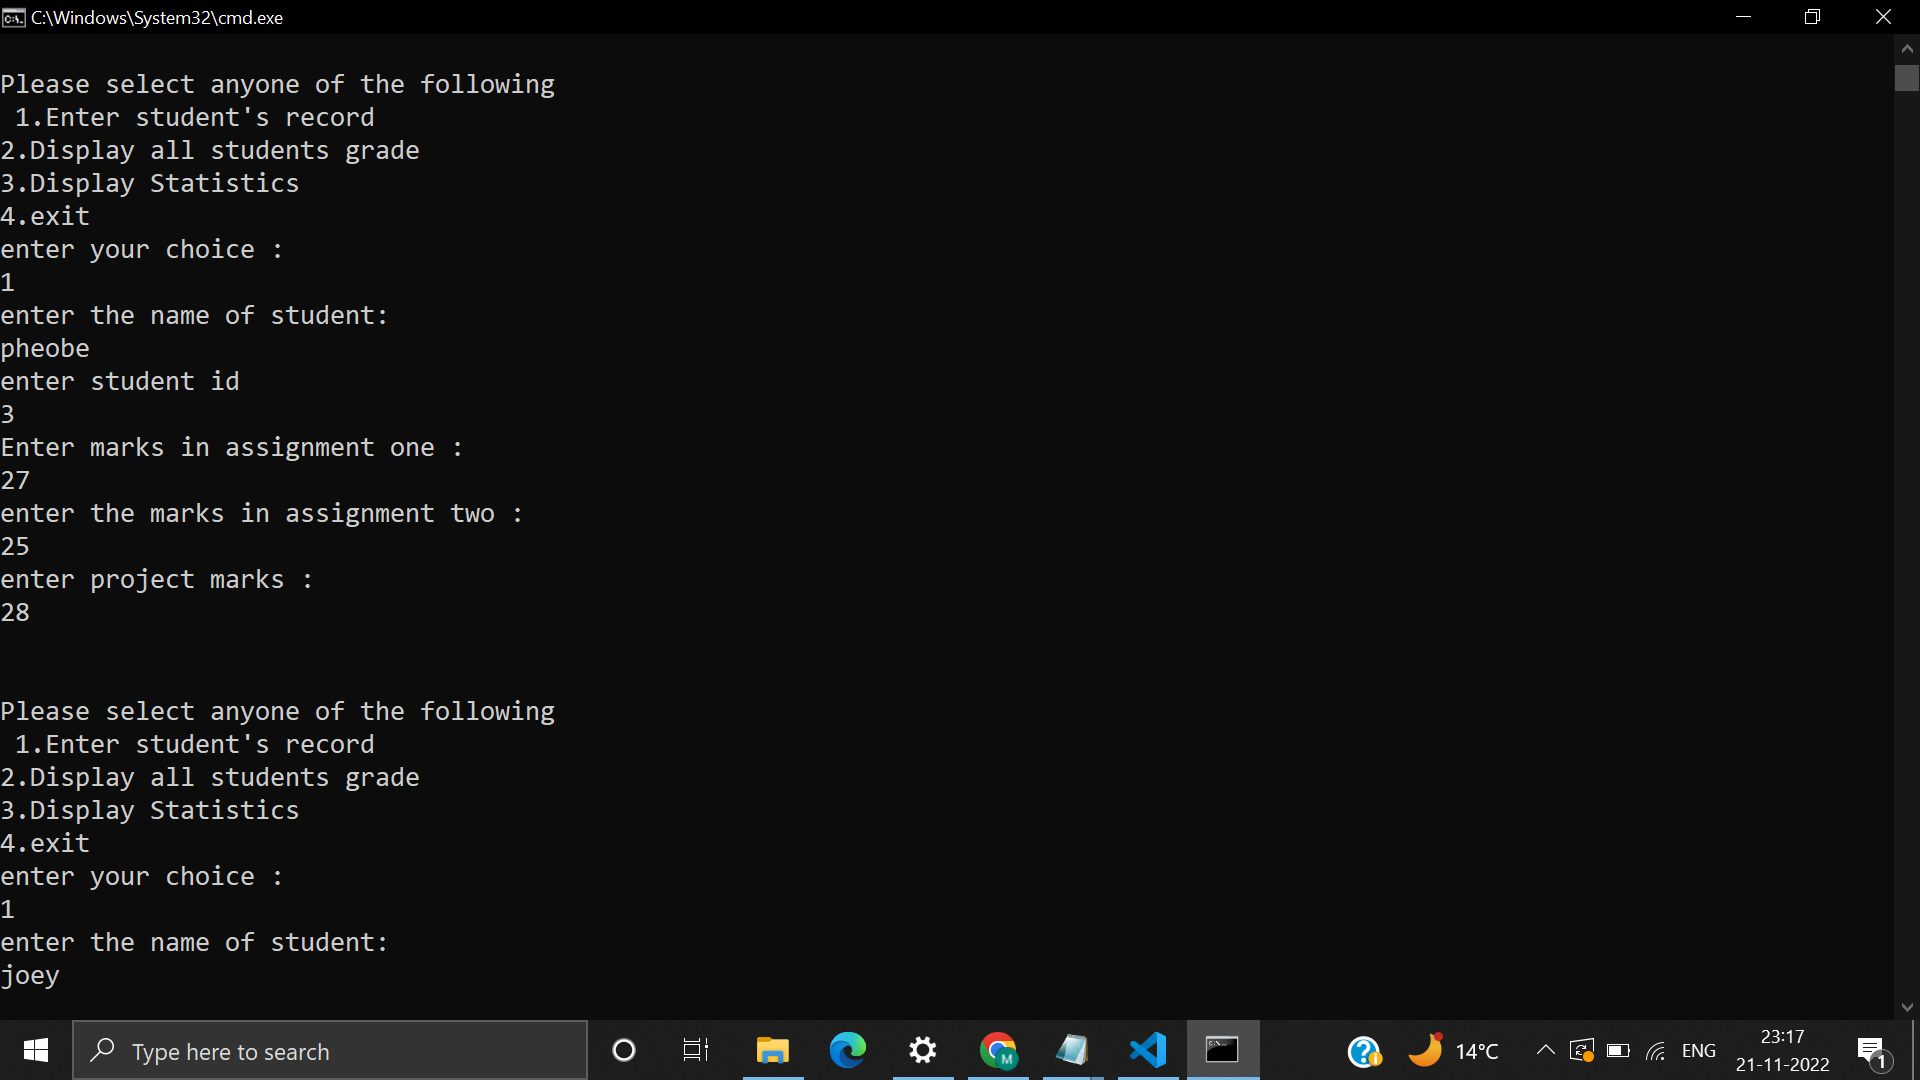 C:\Windows\System32\cmd.exe
Please select anyone of the following
1.Enter student's record
2.Display all students grade
3.Display Statistics
4.exit
enter your choice :
1
enter the name of student:
pheobe
enter student id
3
Enter marks in assignment one :
27
enter the marks in assignment two :
25
enter project marks :
28
Please select anyone of the following
1.Enter student's record
2.Display all students grade
3.Display Statistics
4.exit
enter your choice :
1
enter the name of student:
joey
Type here to search
M
14°C
ENG
23:17
21-11-2022
1